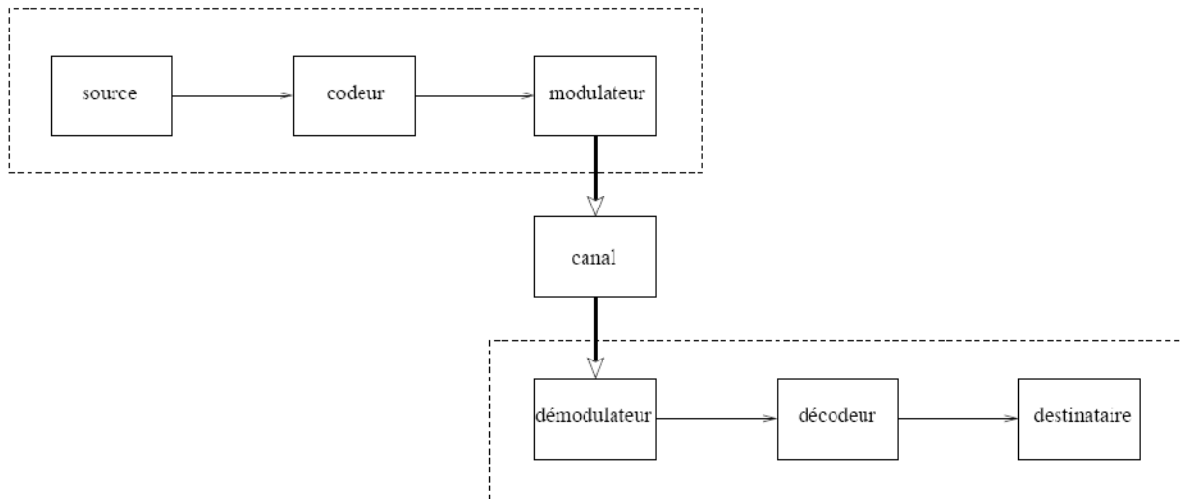 source
codeur
modulateur
canal
démodulateur
décodeur
destinataire